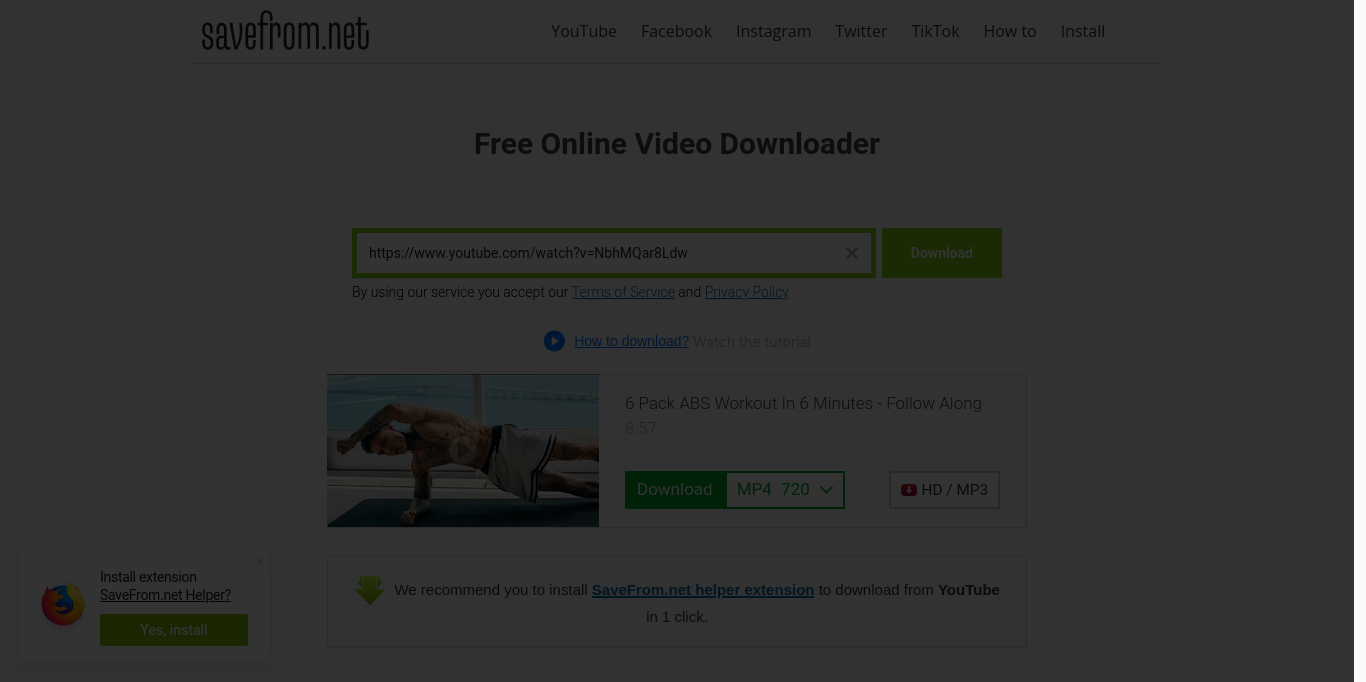 savefrom.net
YouTube Facebook Instagram Twitter TikTok How to Install
Free Online Video Downloader
https://www.youtube.com/watch?v=NbhMQar8Ldw
Download
By using our service you accept our Terms of Service and Privacy Policy
How to download? Watch the tutorial
6 Pack ABS Workout In 6 Minutes - Follow Along
8:57
Download MP4 720
HD / MP3
Install extension
SaveFrom.net Helper?
Yes, install
We recommend you to install SaveFrom.net helper extension to download from YouTube
in 1 click.